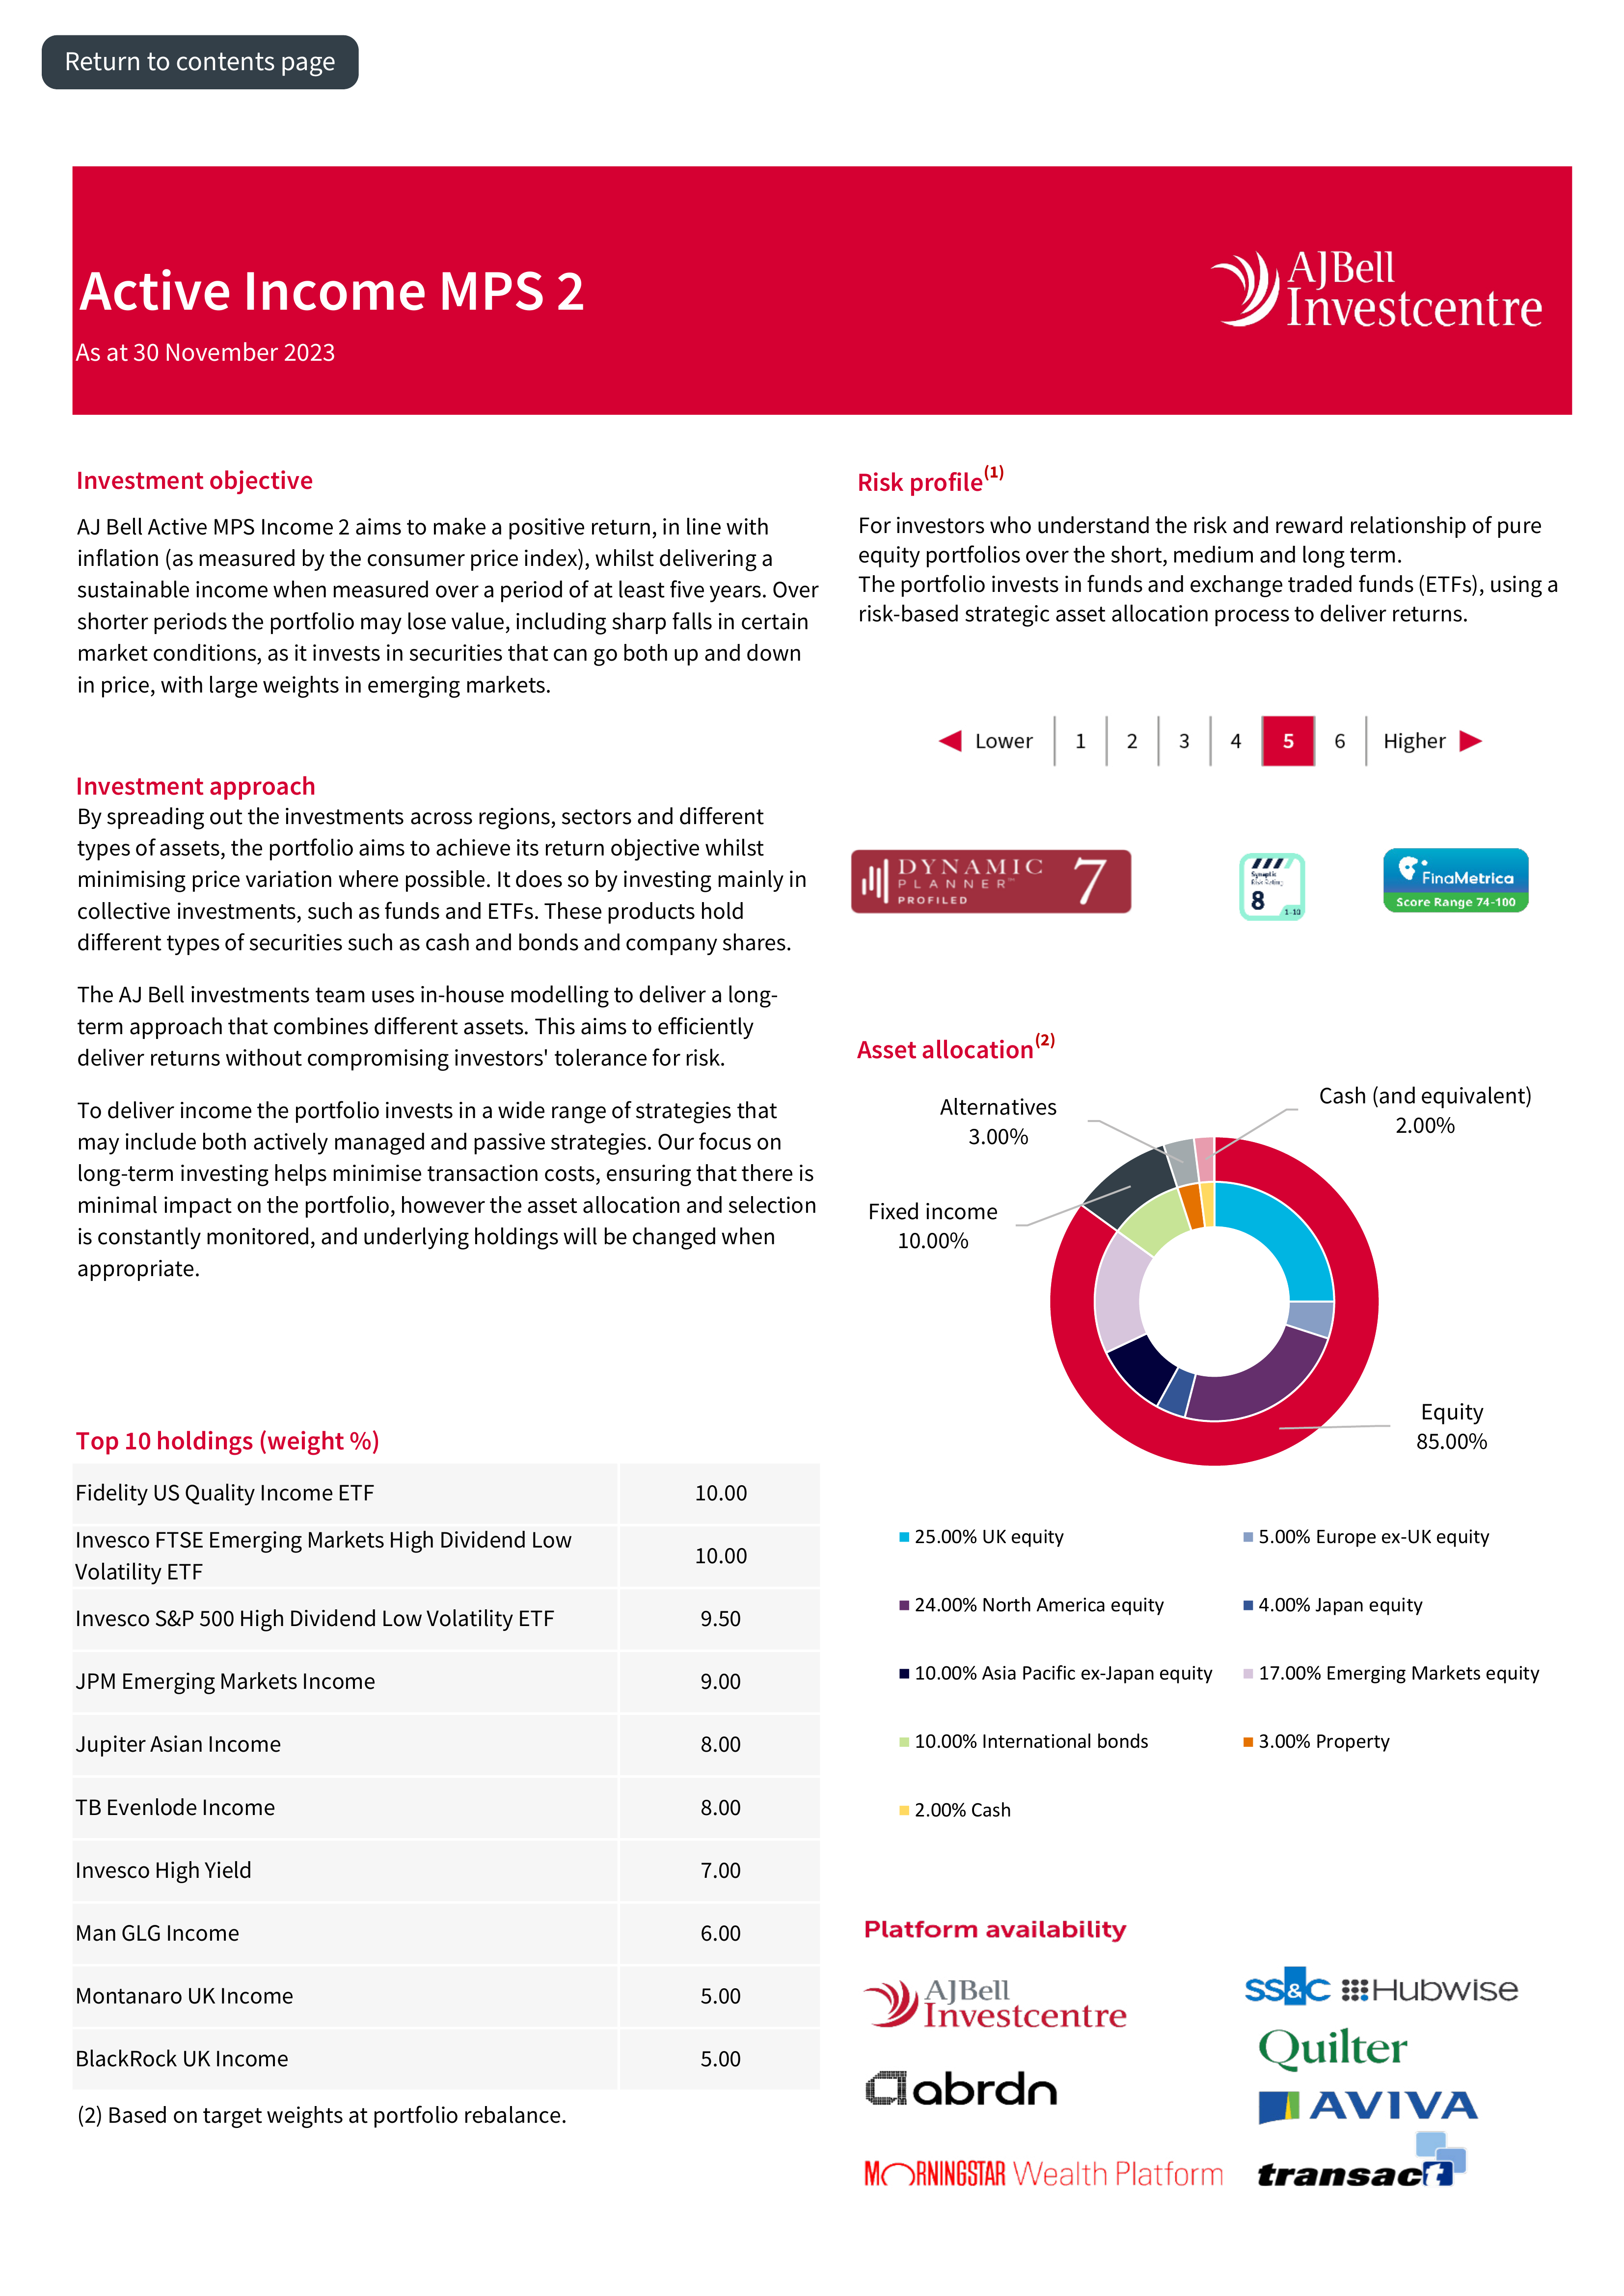 Return to contents page
Active Income MPS 2
As at 30 November 2023
AJBell
Investcentre
Investment objective
AJ Bell Active MPS Income 2 aims to make a positive return, in line with
inflation (as measured by the consumer price index), whilst delivering a
sustainable income when measured over a period of at least five years. Over
shorter periods the portfolio may lose value, including sharp falls in certain
market conditions, as it invests in securities that can go both up and down
in price, with large weights in emerging markets.
Investment approach
By spreading out the investments across regions, sectors and different
types of assets, the portfolio aims to achieve its return objective whilst
minimising price variation where possible. It does so by investing mainly in
collective investments, such as funds and ETFs. These products hold
different types of securities such as cash and bonds and company shares.
The AJ Bell investments team uses in-house modelling to deliver a long-
term approach that combines different assets. This aims to efficiently
deliver returns without compromising investors' tolerance for risk.
To deliver income the portfolio invests in a wide range of strategies that
may include both actively managed and passive strategies. Our focus on
long-term investing helps minimise transaction costs, ensuring that there is
minimal impact on the portfolio, however the asset allocation and selection
is constantly monitored, and underlying holdings will be changed when
appropriate.
Top 10 holdings (weight %)
Fidelity US Quality Income ETF 10.00
Invesco FTSE Emerging Markets High Dividend Low
Volatility ETF 10.00
Invesco S&P 500 High Dividend Low Volatility ETF 9.50
JPM Emerging Markets Income 9.00
Jupiter Asian Income 8.00
TB Evenlode Income 8.00
Invesco High Yield 7.00
Man GLG Income 6.00
Montanaro UK Income 5.00
BlackRock UK Income 5.00
(2) Based on target weights at portfolio rebalance.
Risk profile(1)
For investors who understand the risk and reward relationship of pure
equity portfolios over the short, medium and long term.
The portfolio invests in funds and exchange traded funds (ETFs), using a
risk-based strategic asset allocation process to deliver returns.
Lower 1 2 3 4 5 6 Higher
DYNAMIC
PLANNER™
PROFILED
7
Synaptic
Risk Rating
8
1-10
FinaMetrica
Score Range 74-100
Asset allocation(2)
Alternatives
3.00%
Cash (and equivalent)
2.00%
Fixed income
10.00%
Equity
85.00%
25.00% UK equity
5.00% Europe ex-UK equity
24.00% North America equity
4.00% Japan equity
10.00% Asia Pacific ex-Japan equity
17.00% Emerging Markets equity
10.00% International bonds
3.00% Property
2.00% Cash
Platform availability
AJBell
Investcentre
SS&C Hubwise
Quilter
abrdn
AVIVA
MORNINGSTAR Wealth Platform
transact